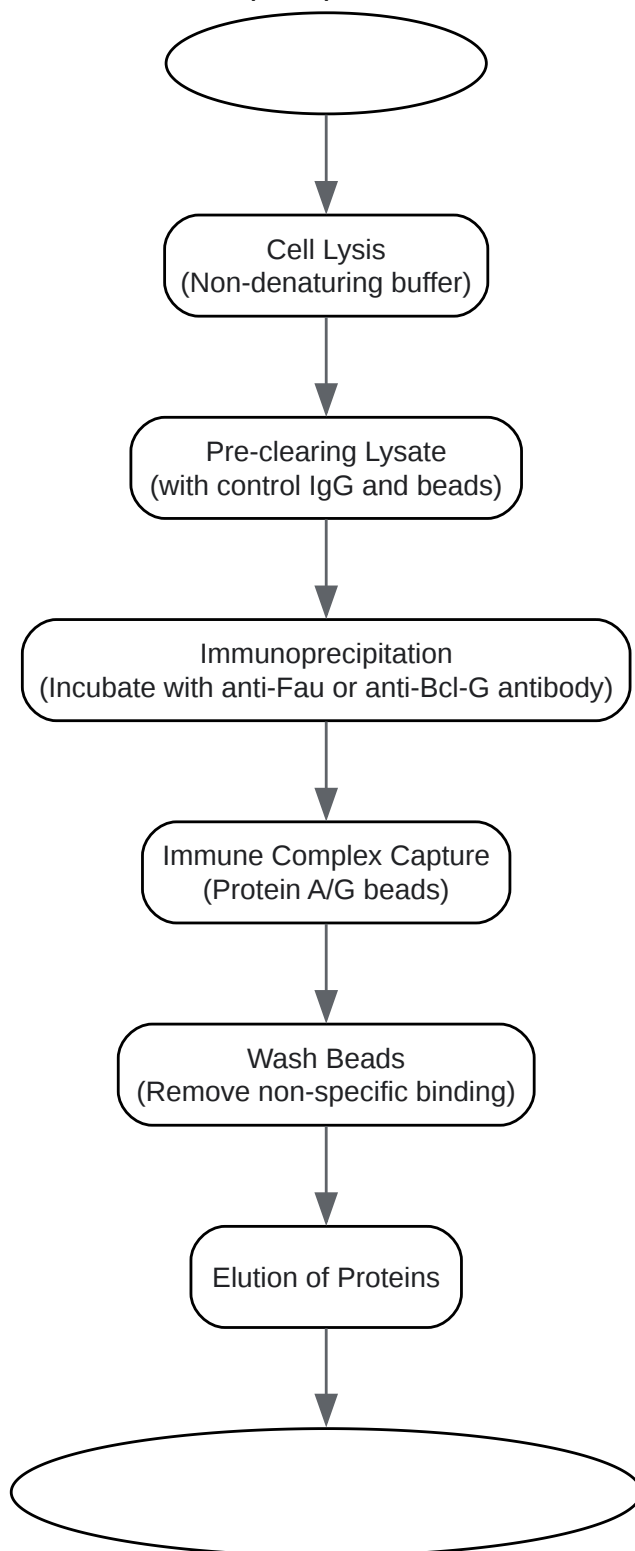 Cell Lysis
(Non-denaturing buffer)
Pre-clearing Lysate
(with control IgG and beads)
Immunoprecipitation
(Incubate with anti-Fau or anti-Bcl-G antibody)
Immune Complex Capture
(Protein A/G beads)
Wash Beads
(Remove non-specific binding)
Elution of Proteins